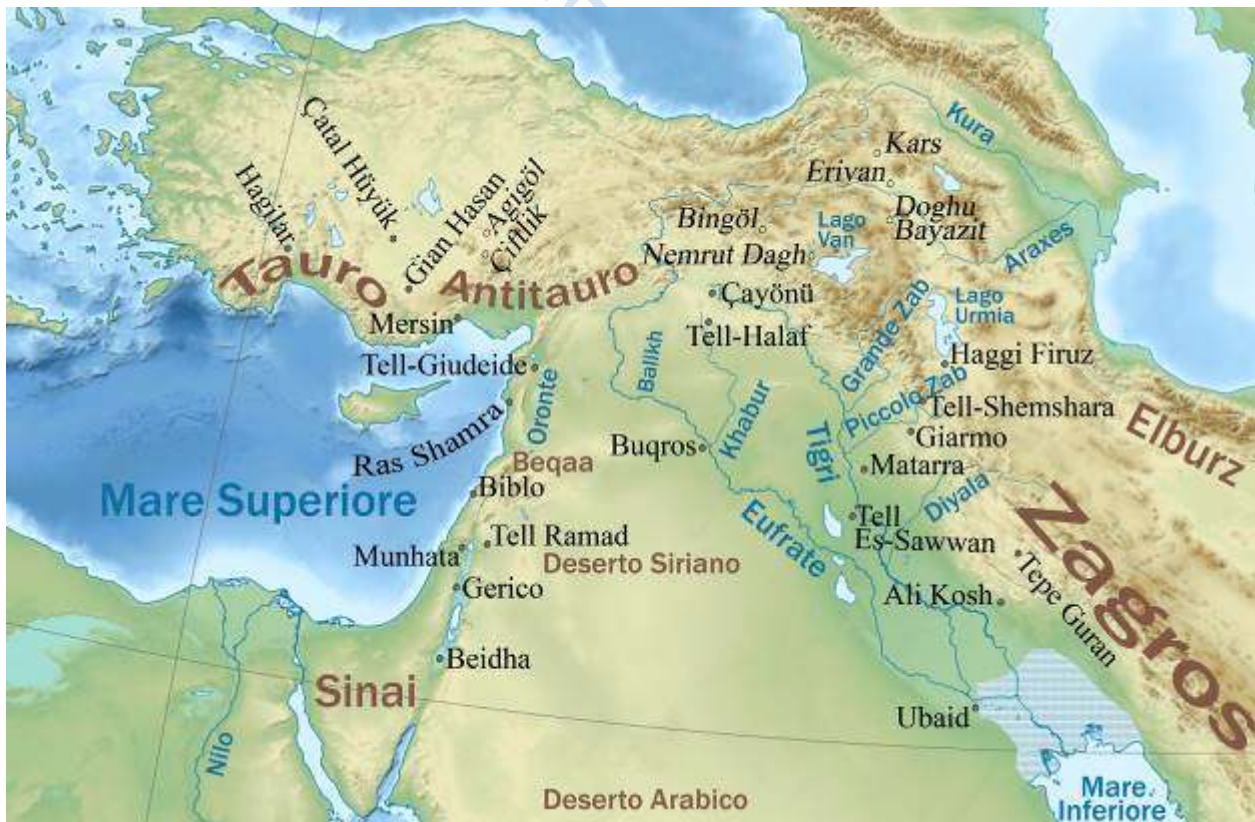 Kura
Kars
Erivan
Çatal Hüyük
Hagilar
Gian Hasan
Agigöl
Çiftlik
Bingöl
Lago
Van
Doghu
Bayazit
Nemrut Dagh
Araxes
Tauro
Antitauro
Çayönü
Grande Zab
Lago
Urmia
Mersin
Tell-Halaf
Haggi Firuz
Tell-Giudeide
Balikh
Piccolo Zab
Oronte
Khabur
Tell-Shemshara
Elburz
Ras Shamra
Giarmo
Buqros
Tigri
Beqaa
Matarra
Mare Superiore
Biblo
Diyala
Zagros
Eufrate
Tell
Es-Sawwan
Tell Ramad
Munhata
Deserto Siriano
Tepe Guran
Gerico
Ali Kosh
Beidha
Sinai
Ubaid
Nilo
Mare
Inferiore
Deserto Arabico